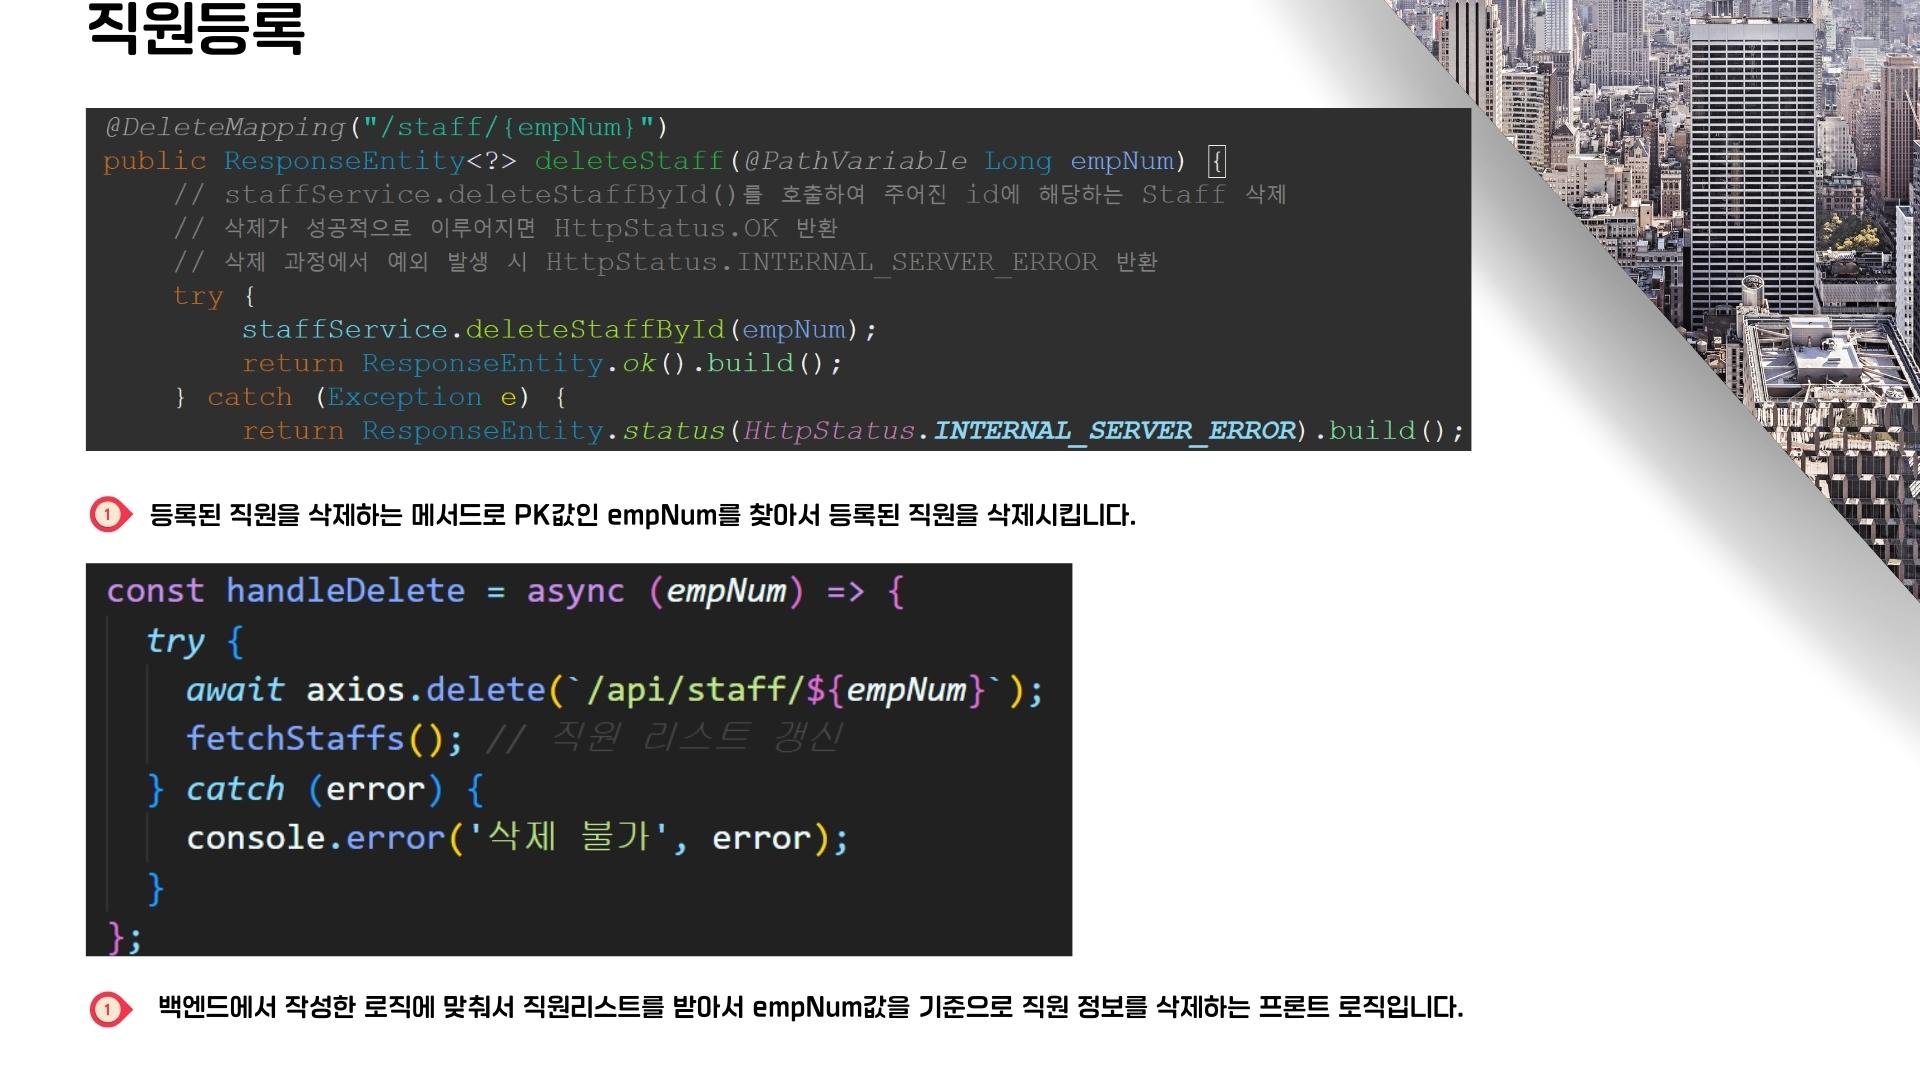 직원등록
@DeleteMapping("/staff/{empNum}")
public ResponseEntity<?> deleteStaff(@PathVariable Long empNum) {
// staffService.deleteStaffById()를 호출하여 주어진 id에 해당하는 Staff 삭제
// 삭제가 성공적으로 이루어지면 HttpStatus.OK 반환
// 삭제 과정에서 예외 발생 시 HttpStatus.INTERNAL_SERVER_ERROR 반환
try {
staffService.deleteStaffById(empNum);
return ResponseEntity.ok().build();
} catch (Exception e) {
return ResponseEntity.status(HttpStatus.INTERNAL_SERVER_ERROR).build();
1 등록된 직원을 삭제하는 메서드로 PK값인 empNum를 찾아서 등록된 직원을 삭제시킵니다.
const handleDelete = async (empNum) => {
try {
await axios.delete(`/api/staff/${empNum}`);
fetchStaffs(); // 직원 리스트 갱신
} catch (error) {
console.error('삭제 불가', error);
}
};
1 백엔드에서 작성한 로직에 맞춰서 직원리스트를 받아서 empNum값을 기준으로 직원 정보를 삭제하는 프론트 로직입니다.